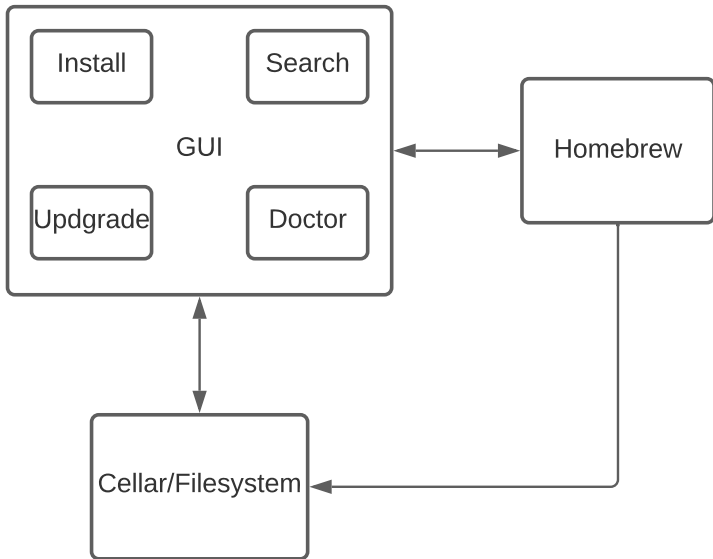 Install
Search
GUI
Homebrew
Updgrade
Doctor
Cellar/Filesystem